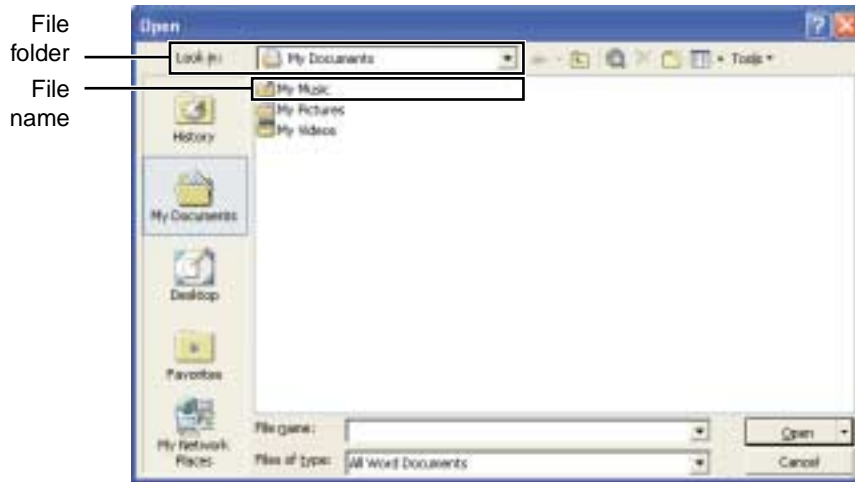 File
folder
File
name
Open
Look in:
My Documents
Tools
My Music
My Pictures
My Videos
History
My Documents
Desktop
Favorites
My Network
Places
File name:
Files of type:
All Word Documents
Open
Cancel